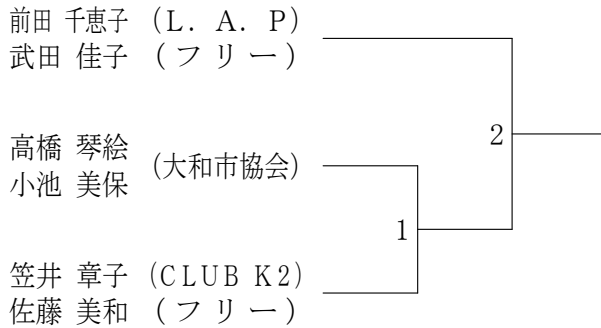 前田 千恵子 (L. A. P)
武田 佳子 (フリー)
2
高橋 琴絵
(大和市協会)
小池 美保
1
笠井 章子 (CLUB K2)
佐藤 美和 (フリー)